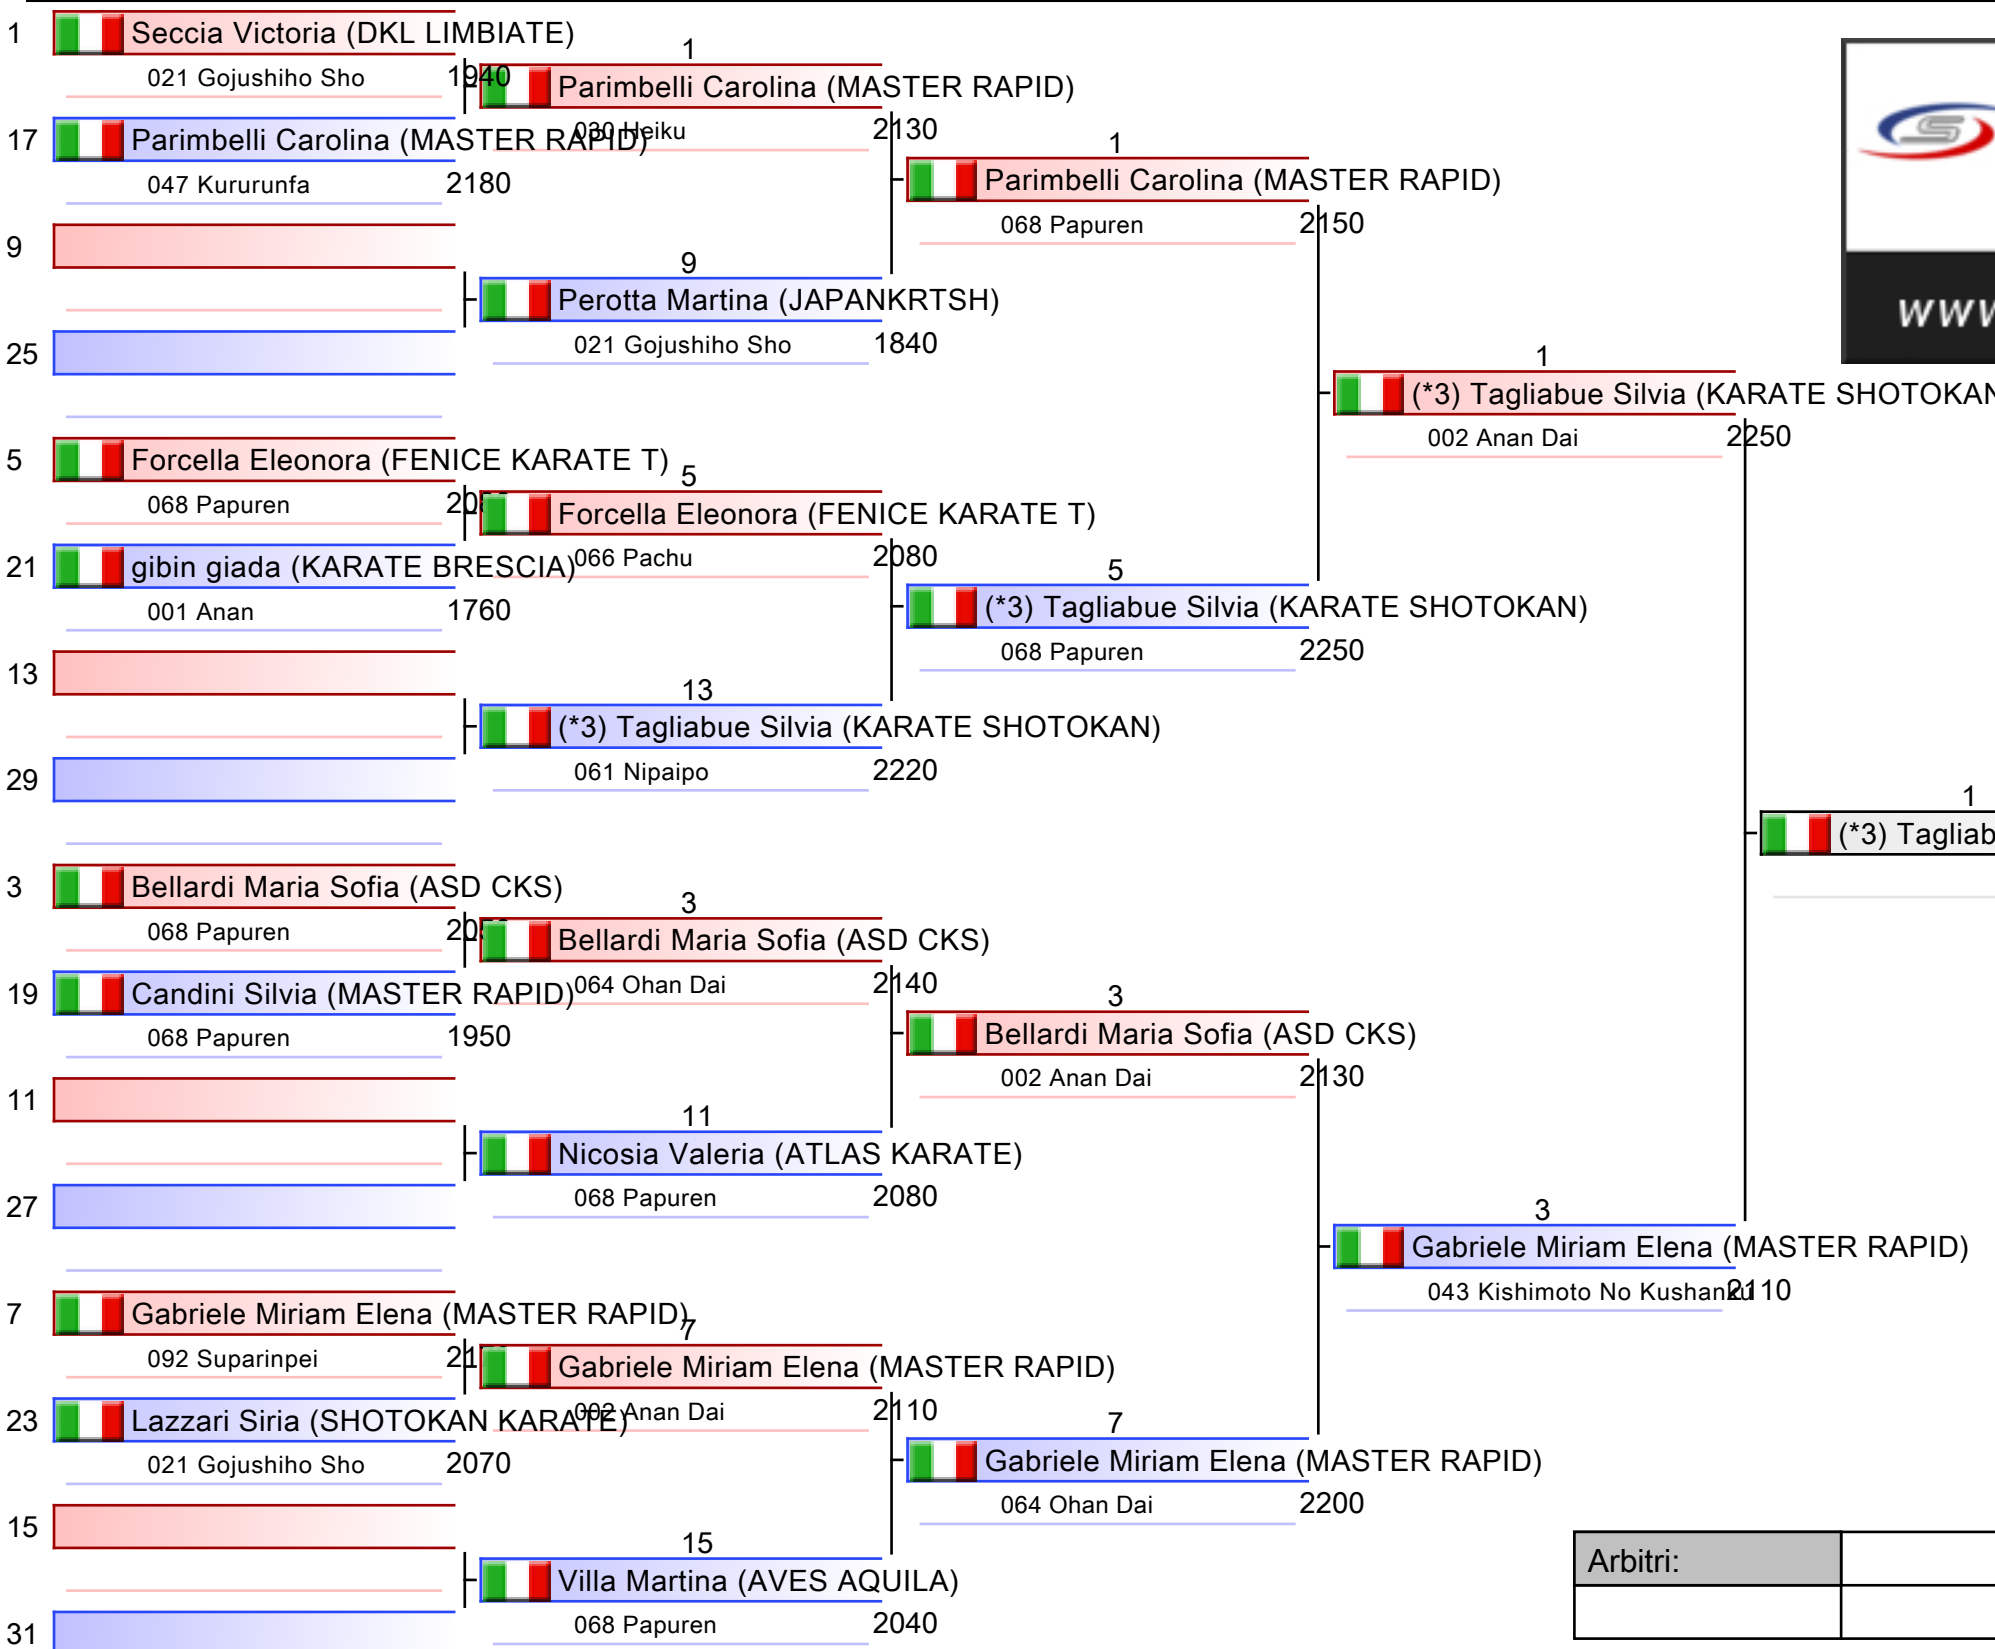 1 Seccia Victoria (DKL LIMBIATE)
021 Gojushiho Sho 1940
17 Parimbelli Carolina (MASTER RAPID)
047 Kururunfa 2180
9
25
5 Forcella Eleonora (FENICE KARATE T)
068 Papuren
21 gibin giada (KARATE BRESCIA)
001 Anan 1760
13
29
3 Bellardi Maria Sofia (ASD CKS)
068 Papuren
19 Candini Silvia (MASTER RAPID)
068 Papuren 1950
11
27
7 Gabriele Miriam Elena (MASTER RAPID)
092 Suparinpei
23 Lazzari Siria (SHOTOKAN KARATE)
021 Gojushiho Sho 2070
15
31
1
Parimbelli Carolina (MASTER RAPID)
030 Heiku 2130
9
Perotta Martina (JAPANKRTSH)
021 Gojushiho Sho 1840
5
Forcella Eleonora (FENICE KARATE T)
066 Pachu 2080
13
(*3) Tagliabue Silvia (KARATE SHOTOKAN)
061 Nipaipo 2220
3
Bellardi Maria Sofia (ASD CKS)
064 Ohan Dai 2140
11
Nicosia Valeria (ATLAS KARATE)
068 Papuren 2080
7
Gabriele Miriam Elena (MASTER RAPID)
002 Anan Dai 2110
15
Villa Martina (AVES AQUILA)
068 Papuren 2040
1
Parimbelli Carolina (MASTER RAPID)
068 Papuren 2150
5
(*3) Tagliabue Silvia (KARATE SHOTOKAN)
068 Papuren 2250
3
Bellardi Maria Sofia (ASD CKS)
002 Anan Dai 2130
7
Gabriele Miriam Elena (MASTER RAPID)
064 Ohan Dai 2200
1
(*3) Tagliabue Silvia (KARATE SHOTOKAN
002 Anan Dai 2250
3
Gabriele Miriam Elena (MASTER RAPID)
043 Kishimoto No Kushanku 2110
1
(*3) Tagliab
S
www
Arbitri: